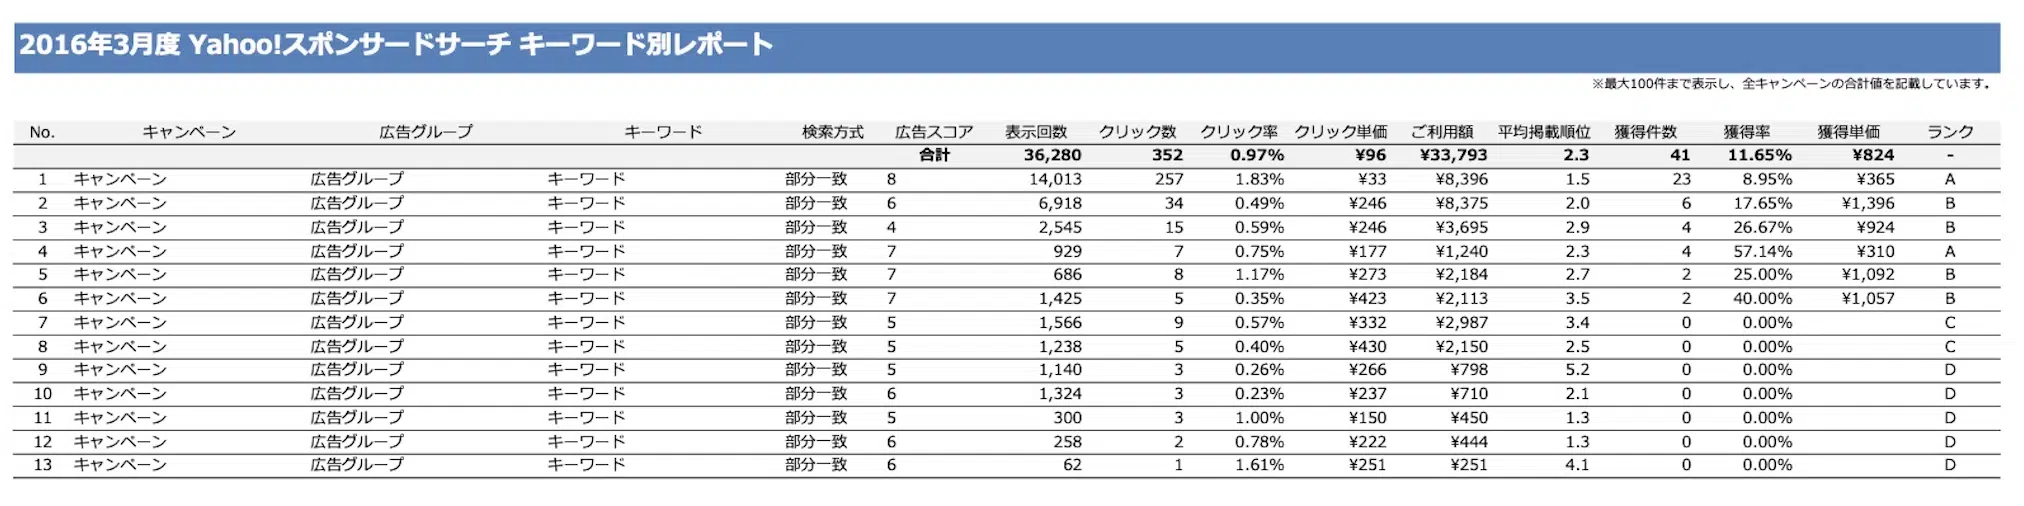 2016年3月度 Yahoo!スポンサードサーチ キーワード別レポート
※最大100件まで表示し、全キャンペーンの合計値を記載しています。
No. キャンペーン 広告グループ キーワード 検索方式 広告スコア 表示回数 クリック数 クリック率 クリック単価 ご利用額 平均掲載順位 獲得件数 獲得率 獲得単価 ランク
合計 36,280 352 0.97% ¥96 ¥33,793 2.3 41 11.65% ¥824 -
1 キャンペーン 広告グループ キーワード 部分一致 8 14,013 257 1.83% ¥33 ¥8,396 1.5 23 8.95% ¥365 A
2 キャンペーン 広告グループ キーワード 部分一致 6 6,918 34 0.49% ¥246 ¥8,375 2.0 6 17.65% ¥1,396 B
3 キャンペーン 広告グループ キーワード 部分一致 4 2,545 15 0.59% ¥246 ¥3,695 2.9 4 26.67% ¥924 B
4 キャンペーン 広告グループ キーワード 部分一致 7 929 7 0.75% ¥177 ¥1,240 2.3 4 57.14% ¥310 A
5 キャンペーン 広告グループ キーワード 部分一致 7 686 8 1.17% ¥273 ¥2,184 2.7 2 25.00% ¥1,092 B
6 キャンペーン 広告グループ キーワード 部分一致 7 1,425 5 0.35% ¥423 ¥2,113 3.5 2 40.00% ¥1,057 B
7 キャンペーン 広告グループ キーワード 部分一致 5 1,566 9 0.57% ¥332 ¥2,987 3.4 0 0.00% C
8 キャンペーン 広告グループ キーワード 部分一致 5 1,238 5 0.40% ¥430 ¥2,150 2.5 0 0.00% C
9 キャンペーン 広告グループ キーワード 部分一致 5 1,140 3 0.26% ¥266 ¥798 5.2 0 0.00% D
10 キャンペーン 広告グループ キーワード 部分一致 6 1,324 3 0.23% ¥237 ¥710 2.1 0 0.00% D
11 キャンペーン 広告グループ キーワード 部分一致 5 300 3 1.00% ¥150 ¥450 1.3 0 0.00% D
12 キャンペーン 広告グループ キーワード 部分一致 6 258 2 0.78% ¥222 ¥444 1.3 0 0.00% D
13 キャンペーン 広告グループ キーワード 部分一致 6 62 1 1.61% ¥251 ¥251 4.1 0 0.00% D